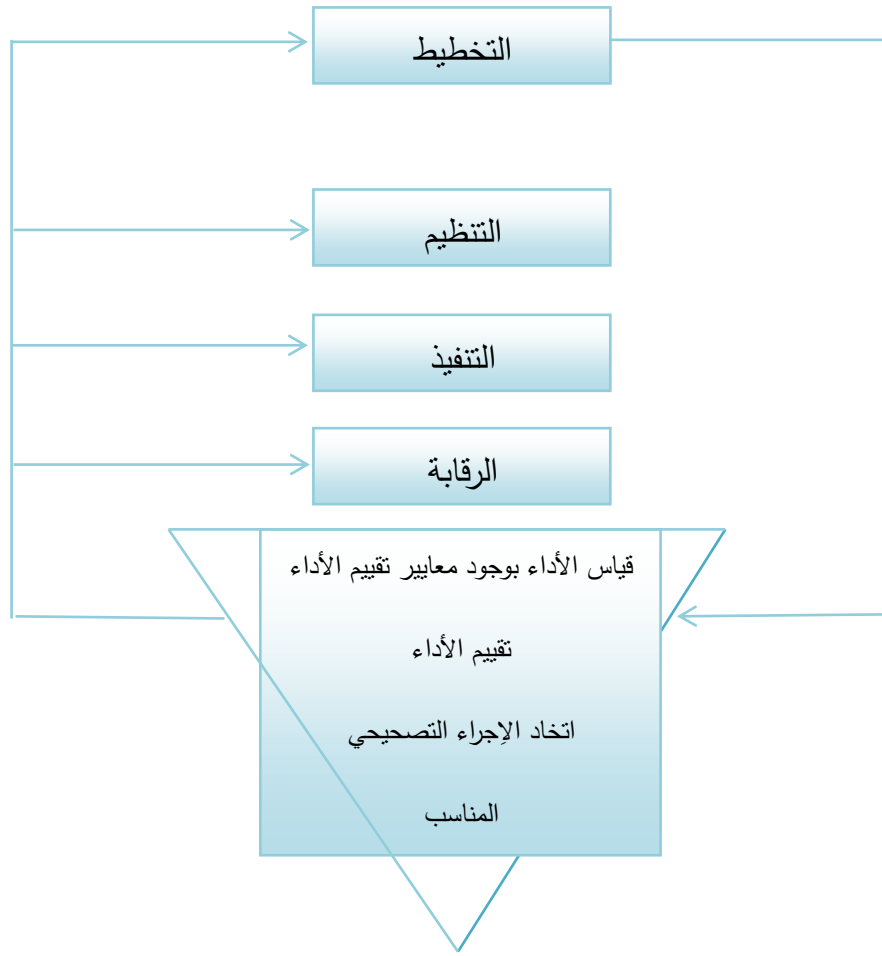 التخطيط
التنظيم
التنفيذ
الرقابة
قياس الأداء بوجود معايير تقييم الأداء
تقييم الأداء
اتخاد الإجراء التصحيحي
المناسب